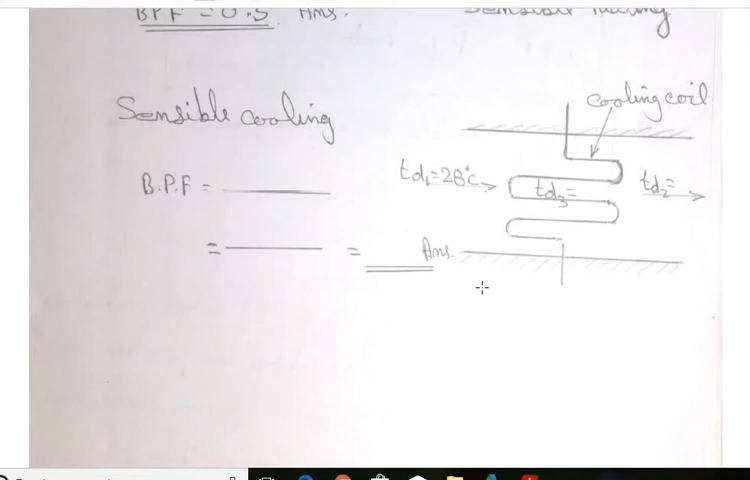 BPF = 0.5 Ans.
Sensible cooling
cooling coil
td1=28°c
td3=
td2=
B.P.F =
=
= Ans.